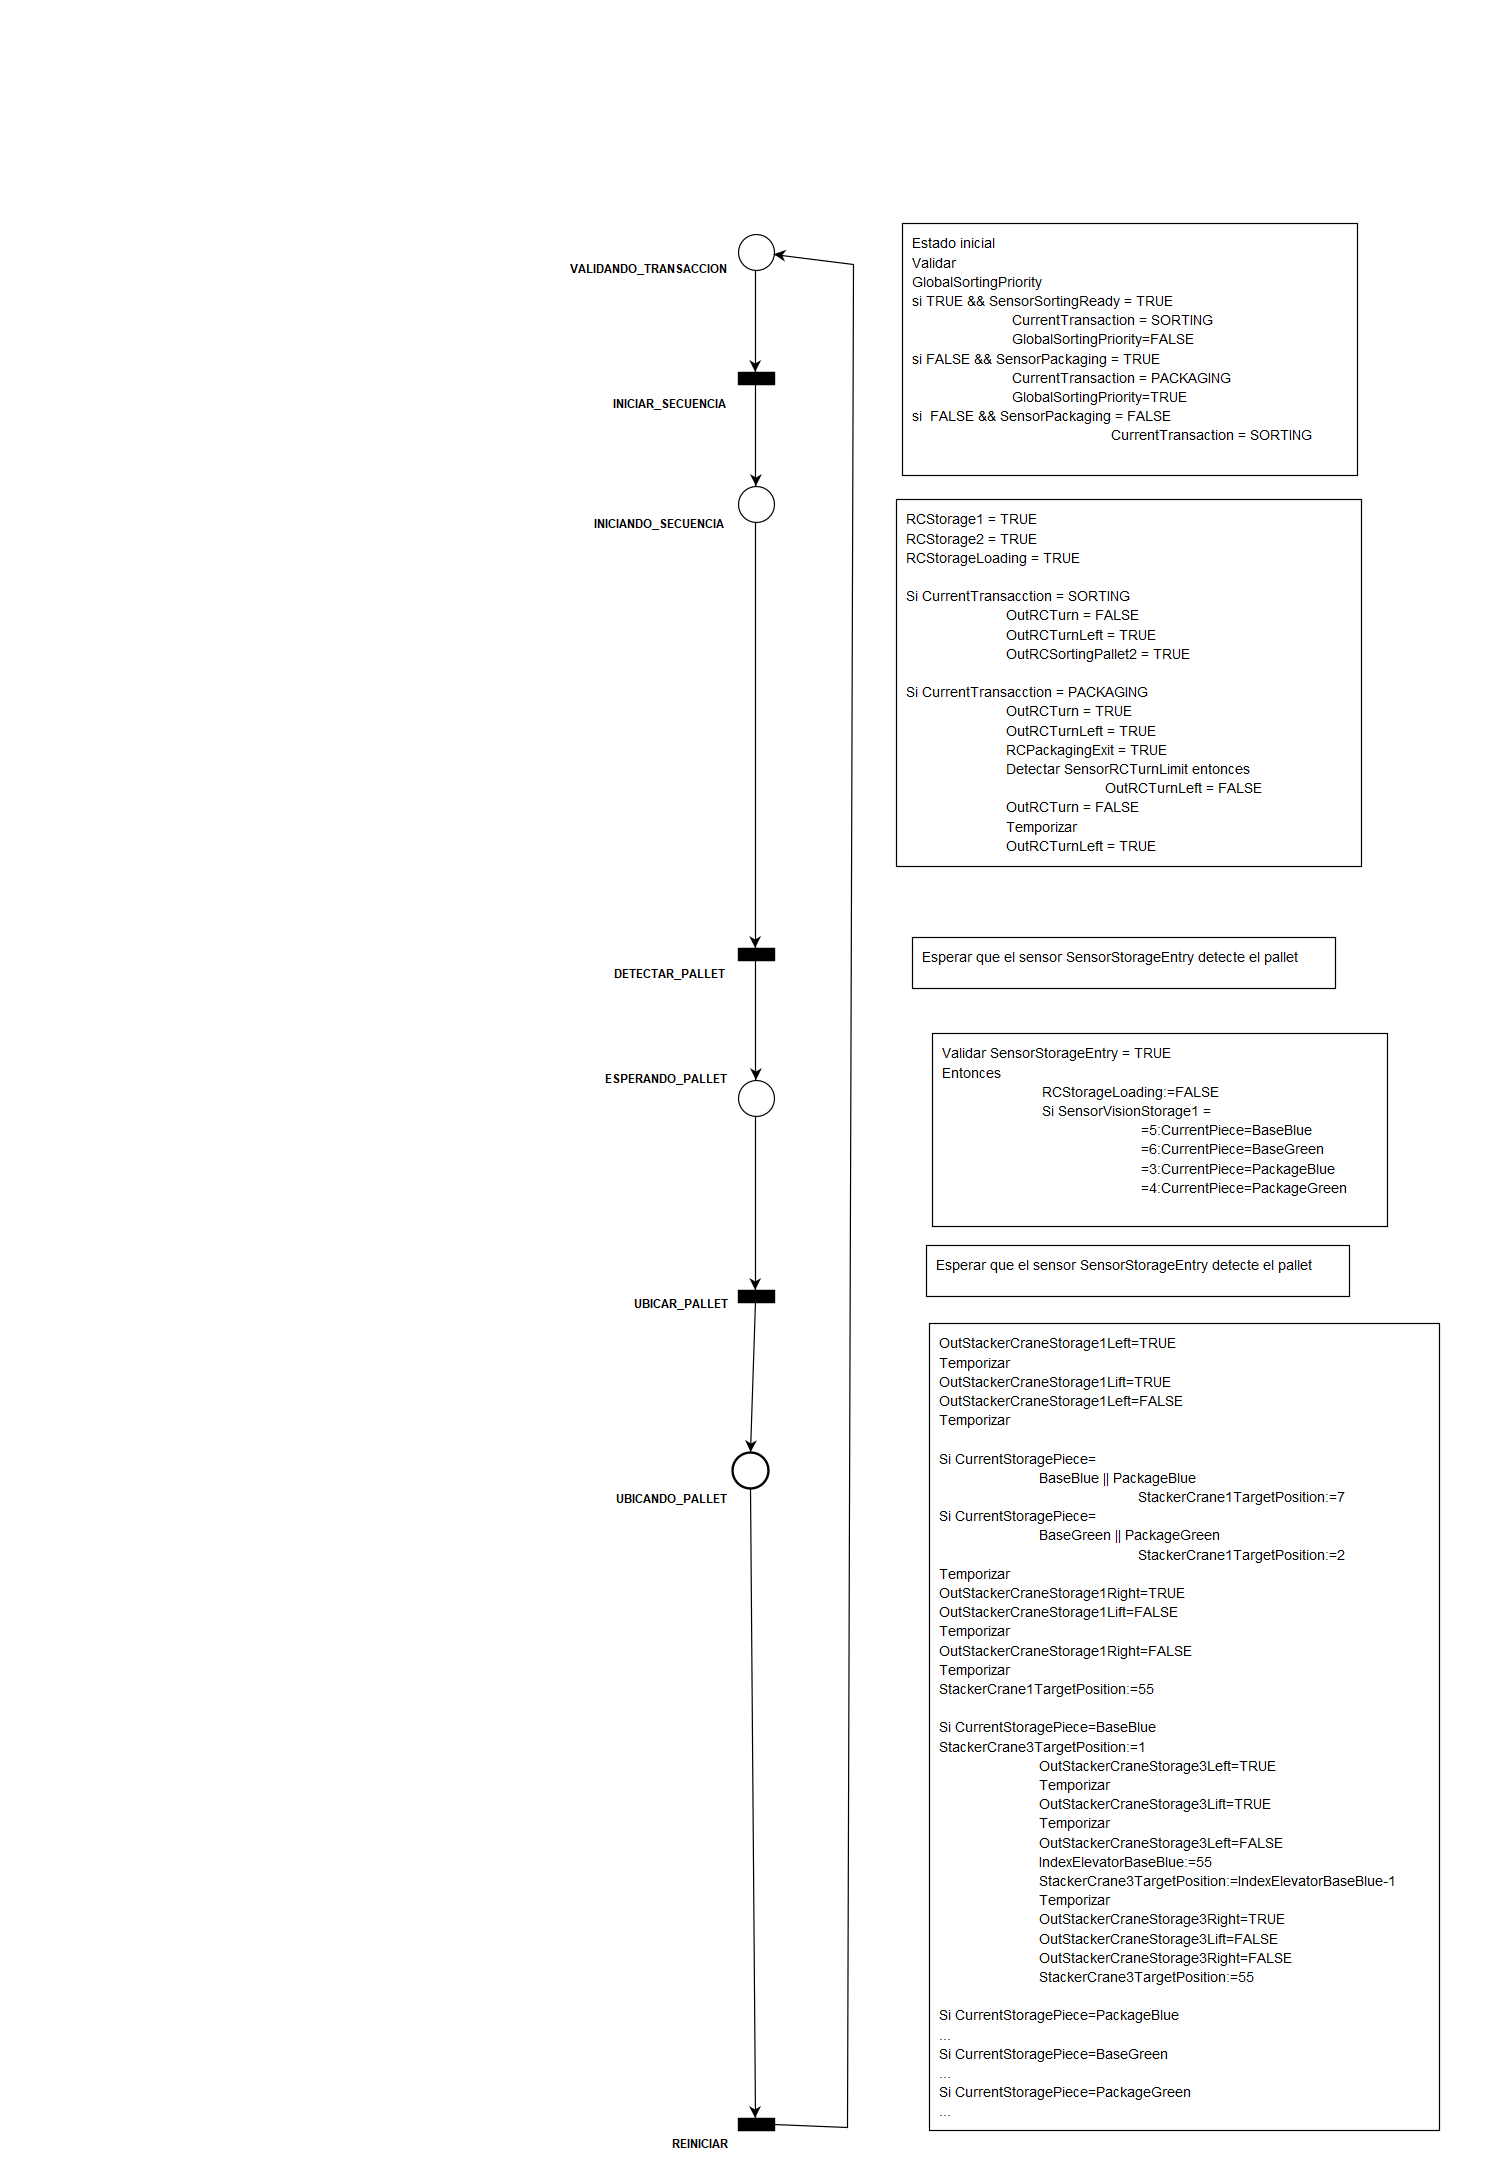 VALIDANDO_TRANSACCION
INICIAR_SECUENCIA
INICIANDO_SECUENCIA
DETECTAR_PALLET
ESPERANDO_PALLET
UBICAR_PALLET
UBICANDO_PALLET
REINICIAR
Estado inicial
Validar
GlobalSortingPriority
si TRUE && SensorSortingReady = TRUE
CurrentTransaction = SORTING
GlobalSortingPriority=FALSE
si FALSE && SensorPackaging = TRUE
CurrentTransaction = PACKAGING
GlobalSortingPriority=TRUE
si  FALSE && SensorPackaging = FALSE
CurrentTransaction = SORTING
RCStorage1 = TRUE
RCStorage2 = TRUE
RCStorageLoading = TRUE
Si CurrentTransacction = SORTING
OutRCTurn = FALSE
OutRCTurnLeft = TRUE
OutRCSortingPallet2 = TRUE
Si CurrentTransacction = PACKAGING
OutRCTurn = TRUE
OutRCTurnLeft = TRUE
RCPackagingExit = TRUE
Detectar SensorRCTurnLimit entonces
OutRCTurnLeft = FALSE
OutRCTurn = FALSE
Temporizar
OutRCTurnLeft = TRUE
Esperar que el sensor SensorStorageEntry detecte el pallet
Validar SensorStorageEntry = TRUE
Entonces
RCStorageLoading:=FALSE
Si SensorVisionStorage1 =
=5:CurrentPiece=BaseBlue
=6:CurrentPiece=BaseGreen
=3:CurrentPiece=PackageBlue
=4:CurrentPiece=PackageGreen
Esperar que el sensor SensorStorageEntry detecte el pallet
OutStackerCraneStorage1Left=TRUE
Temporizar
OutStackerCraneStorage1Lift=TRUE
OutStackerCraneStorage1Left=FALSE
Temporizar
Si CurrentStoragePiece=
BaseBlue || PackageBlue
StackerCrane1TargetPosition:=7
Si CurrentStoragePiece=
BaseGreen || PackageGreen
StackerCrane1TargetPosition:=2
Temporizar
OutStackerCraneStorage1Right=TRUE
OutStackerCraneStorage1Lift=FALSE
Temporizar
OutStackerCraneStorage1Right=FALSE
Temporizar
StackerCrane1TargetPosition:=55
Si CurrentStoragePiece=BaseBlue
StackerCrane3TargetPosition:=1
OutStackerCraneStorage3Left=TRUE
Temporizar
OutStackerCraneStorage3Lift=TRUE
Temporizar
OutStackerCraneStorage3Left=FALSE
IndexElevatorBaseBlue:=55
StackerCrane3TargetPosition:=IndexElevatorBaseBlue-1
Temporizar
OutStackerCraneStorage3Right=TRUE
OutStackerCraneStorage3Lift=FALSE
OutStackerCraneStorage3Right=FALSE
StackerCrane3TargetPosition:=55
Si CurrentStoragePiece=PackageBlue
...
Si CurrentStoragePiece=BaseGreen
...
Si CurrentStoragePiece=PackageGreen
...